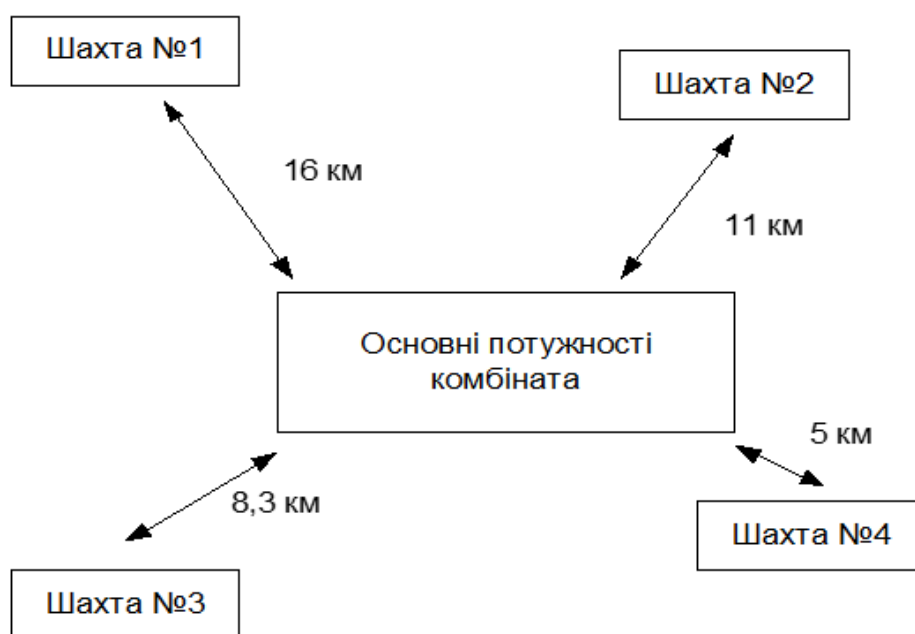 Шахта №1
Шахта №2
16 км
11 км
Основні потужності
комбіната
5 км
8,3 км
Шахта №4
Шахта №3